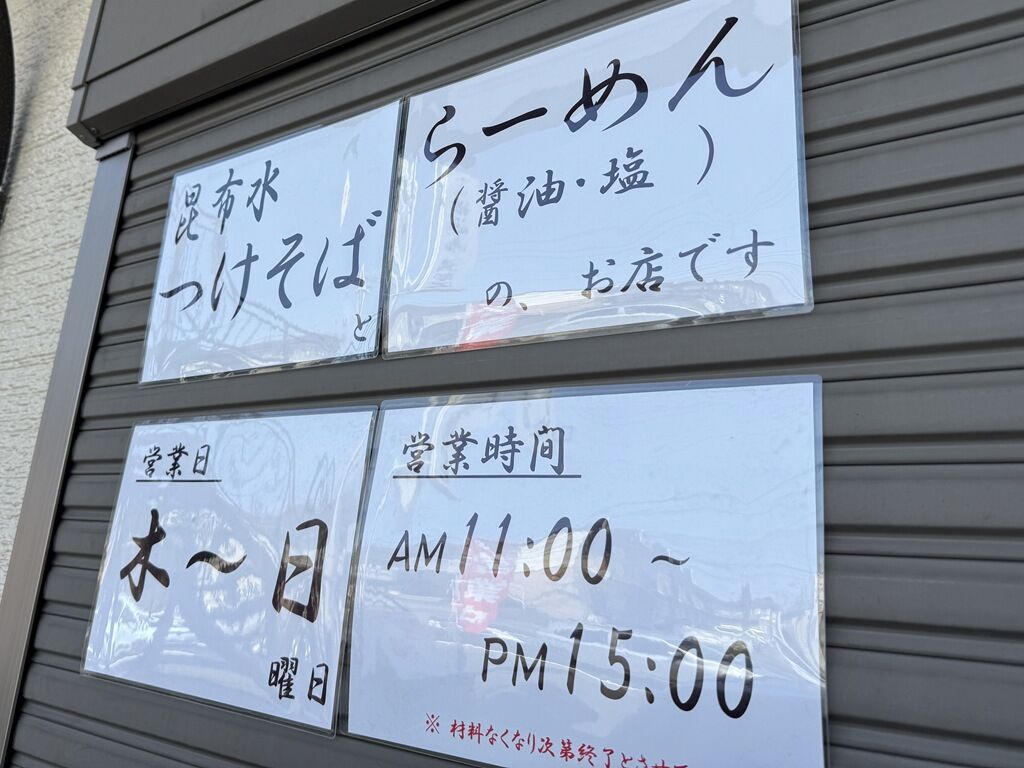 昆布水
つけそば
と
らーめん
(醤油・塩)
の、お店です
営業日
木～日
曜日
営業時間
AM11:00～
PM15:00
※材料なくなり次第終了とさせ